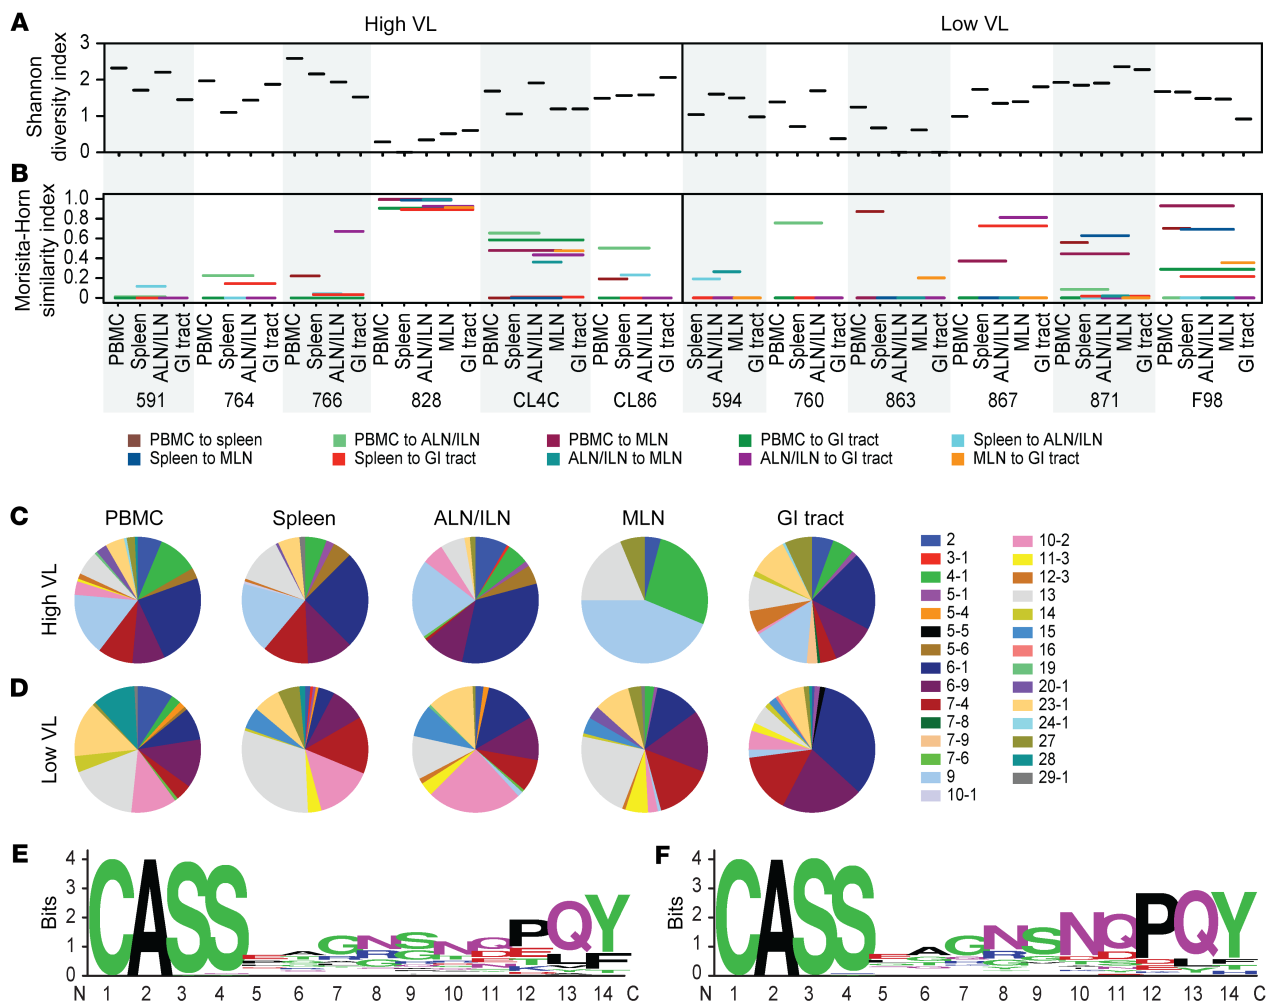 A
High VL
Low VL
Shannon
diversity index
3
2
1
0
B
Morisita-Horn
similarity index
1.0
0.8
0.6
0.4
0.2
0
PBMC
Spleen
ALN/ILN
GI tract
PBMC
Spleen
ALN/ILN
GI tract
PBMC
Spleen
ALN/ILN
GI tract
PBMC
Spleen
ALN/ILN
MLN
GI tract
PBMC
Spleen
ALN/ILN
MLN
GI tract
PBMC
Spleen
ALN/ILN
GI tract
Spleen
ALN/ILN
MLN
GI tract
PBMC
Spleen
ALN/ILN
GI tract
PBMC
Spleen
ALN/ILN
MLN
GI tract
PBMC
Spleen
ALN/ILN
MLN
GI tract
PBMC
Spleen
ALN/ILN
MLN
GI tract
PBMC
Spleen
ALN/ILN
MLN
GI tract
591 764 766 828 CL4C CL86 594 760 863 867 871 F98
PBMC to spleen PBMC to ALN/ILN PBMC to MLN PBMC to GI tract Spleen to ALN/ILN
Spleen to MLN Spleen to GI tract ALN/ILN to MLN ALN/ILN to GI tract MLN to GI tract
C
PBMC Spleen ALN/ILN MLN GI tract
High VL
D
Low VL
2
3-1
4-1
5-1
5-4
5-5
5-6
6-1
6-9
7-4
7-8
7-9
7-6
9
10-1
10-2
11-3
12-3
13
14
15
16
19
20-1
23-1
24-1
27
28
29-1
E
Bits
4
3
2
1
0
CASS
GNSNQPQY
N 1 2 3 4 5 6 7 8 9 10 11 12 13 14 C
F
Bits
4
3
2
1
0
CASS
AGNSNQPQY
N 1 2 3 4 5 6 7 8 9 10 11 12 13 14 C